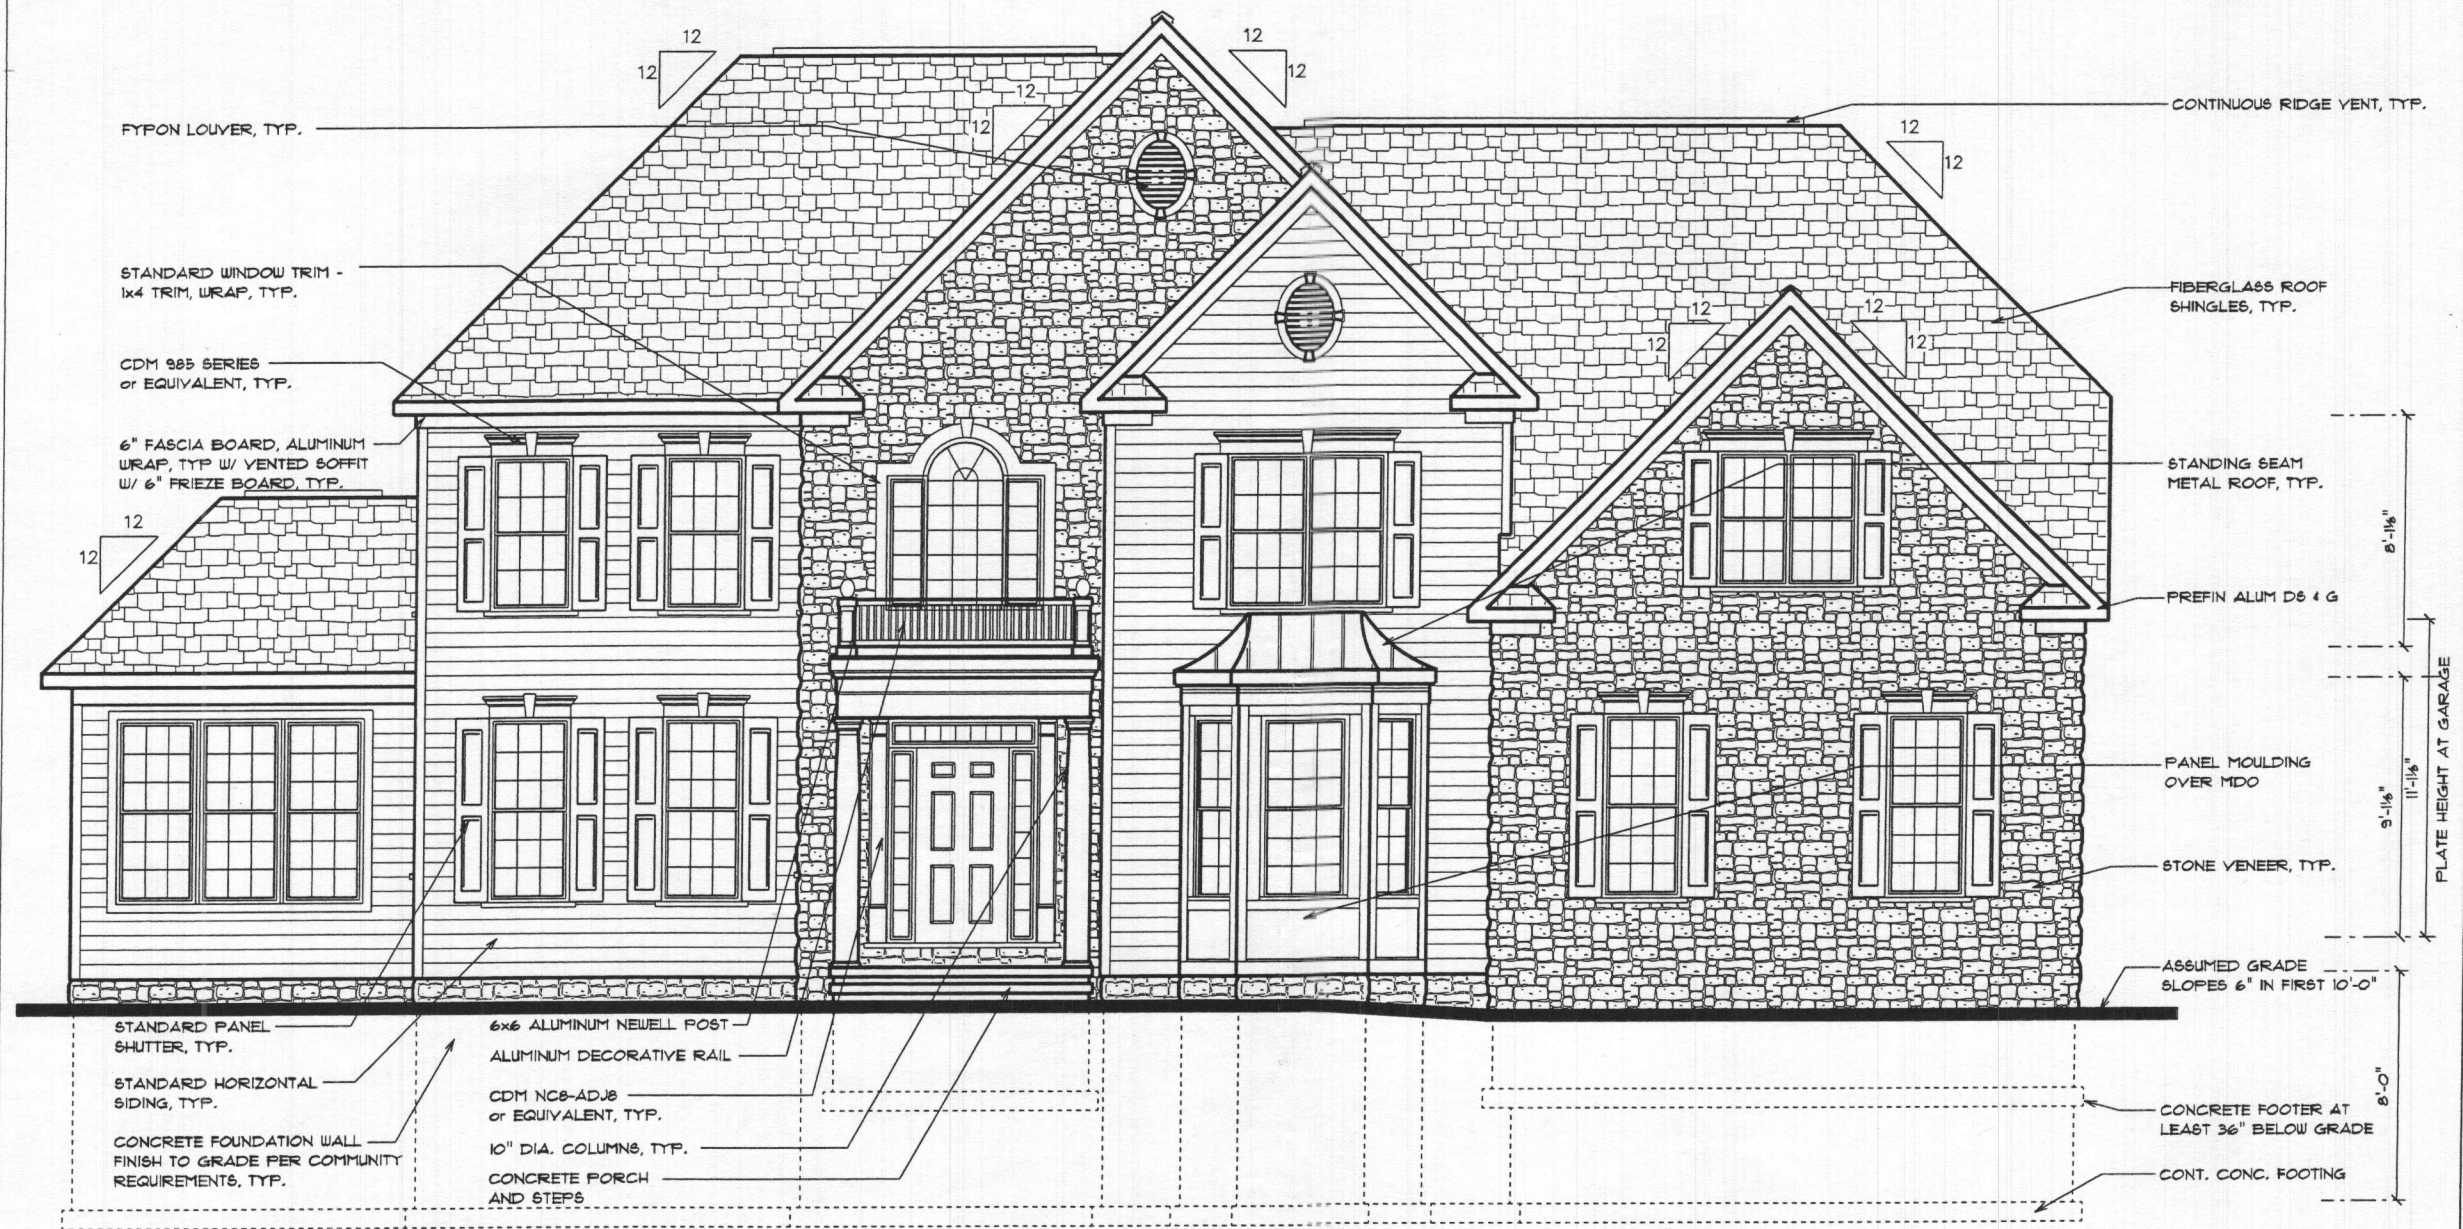 12
12
12
12
12
12
12
12
FYPON LOUVER, TYP.
CONTINUOUS RIDGE VENT, TYP.
STANDARD WINDOW TRIM -
1x4 TRIM, WRAP, TYP.
FIBERGLASS ROOF
SHINGLES, TYP.
12
12
12
12
CDM 985 SERIES
or EQUIVALENT, TYP.
6" FASCIA BOARD, ALUMINUM
WRAP, TYP W/ VENTED SOFFIT
W/ 6" FRIEZE BOARD, TYP.
STANDING SEAM
METAL ROOF, TYP.
12
12
8'-1⅛"
PREFIN ALUM DS & G
PANEL MOULDING
OVER MDO
9'-1⅛"
11'-1⅛"
PLATE HEIGHT AT GARAGE
STONE VENEER, TYP.
ASSUMED GRADE
SLOPES 6" IN FIRST 10'-0"
STANDARD PANEL
SHUTTER, TYP.
STANDARD HORIZONTAL
SIDING, TYP.
CONCRETE FOUNDATION WALL
FINISH TO GRADE PER COMMUNITY
REQUIREMENTS, TYP.
6x6 ALUMINUM NEWELL POST
ALUMINUM DECORATIVE RAIL
CDM NC8-ADJ8
or EQUIVALENT, TYP.
10" DIA. COLUMNS, TYP.
CONCRETE PORCH
AND STEPS
8'-0"
CONCRETE FOOTER AT
LEAST 36" BELOW GRADE
CONT. CONC. FOOTING